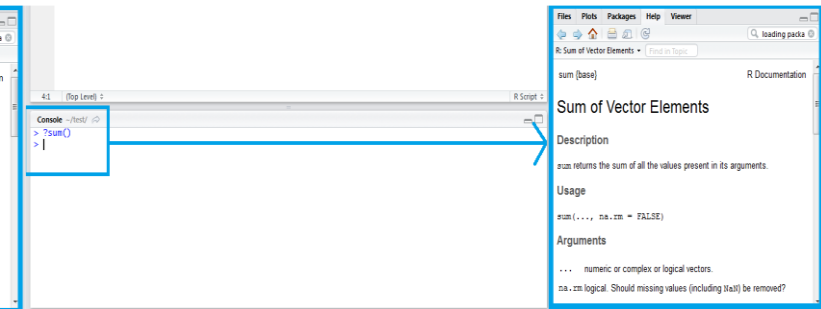 n
4:1 (Top Level) R Script
Console ~/test/
> ?sum()
>
Files Plots Packages Help Viewer
loading packa
R: Sum of Vector Elements Find in Topic
sum {base} R Documentation
Sum of Vector Elements
Description
sum returns the sum of all the values present in its arguments.
Usage
sum(..., na.rm = FALSE)
Arguments
... numeric or complex or logical vectors.
na.rm logical. Should missing values (including NaN) be removed?